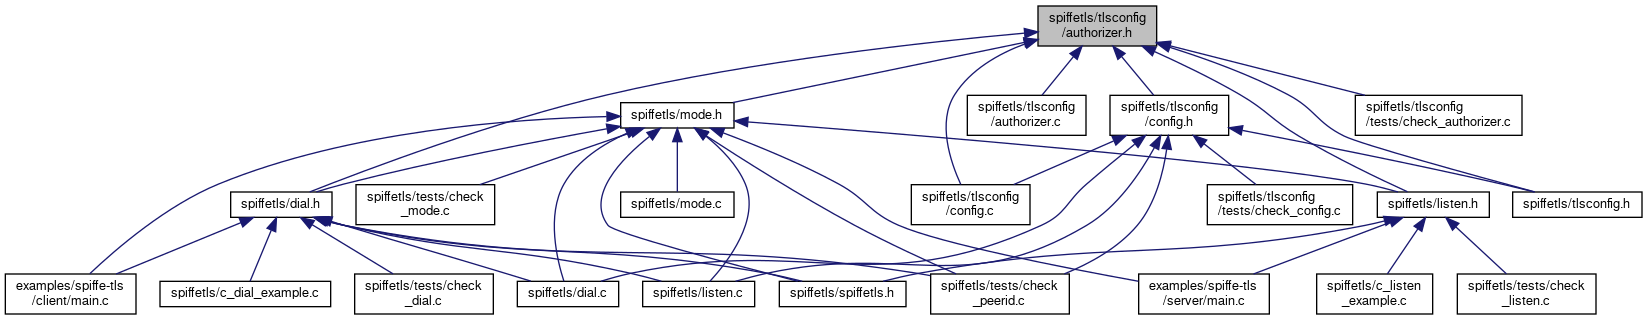 spiffetls/tlsconfig
/authorizer.h
spiffetls/mode.h
spiffetls/tlsconfig
/authorizer.c
spiffetls/tlsconfig
/config.h
spiffetls/tlsconfig
/tests/check_authorizer.c
spiffetls/dial.h
spiffetls/tests/check
_mode.c
spiffetls/mode.c
spiffetls/tlsconfig
/config.c
spiffetls/tlsconfig
/tests/check_config.c
spiffetls/listen.h
spiffetls/tlsconfig.h
examples/spiffe-tls
/client/main.c
spiffetls/c_dial_example.c
spiffetls/tests/check
_dial.c
spiffetls/dial.c
spiffetls/listen.c
spiffetls/spiffetls.h
spiffetls/tests/check
_peerid.c
examples/spiffe-tls
/server/main.c
spiffetls/c_listen
_example.c
spiffetls/tests/check
_listen.c